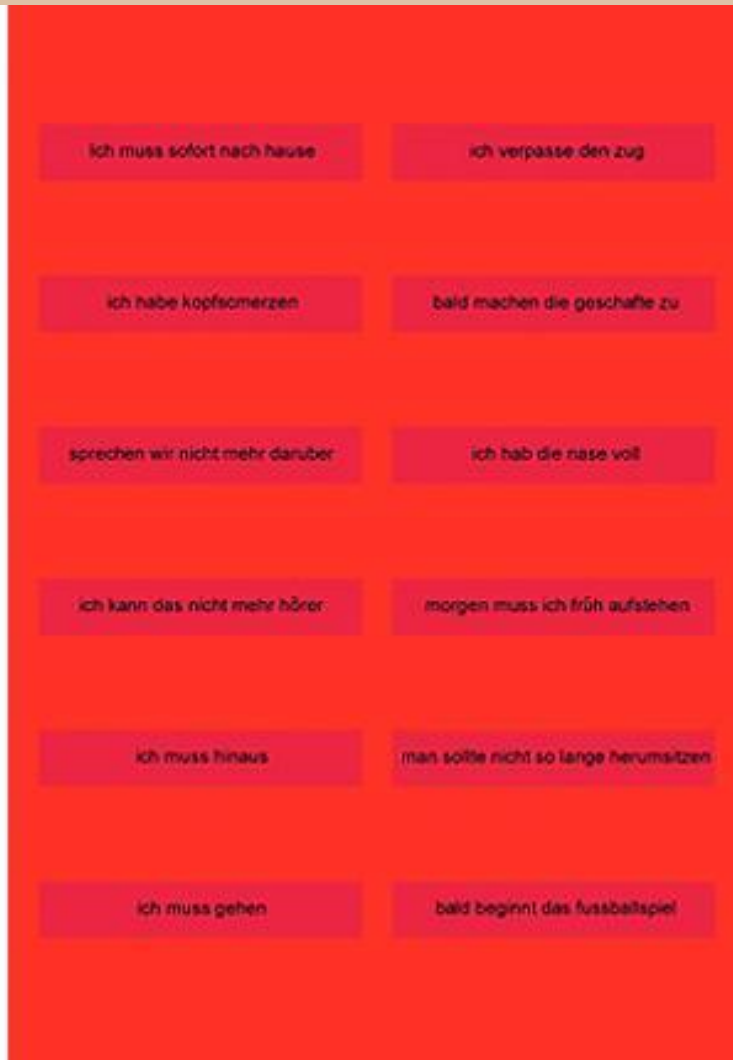 ich muss sofort nach hause
ich verpasse den zug
ich habe kopfscmerzen
bald machen die geschafte zu
sprechen wir nicht mehr daruber
ich hab die nase voll
ich kann das nicht mehr hören
morgen muss ich früh aufstehen
ich muss hinaus
man sollte nicht so lange herumsitzen
ich muss gehen
bald beginnt das fussballspiel